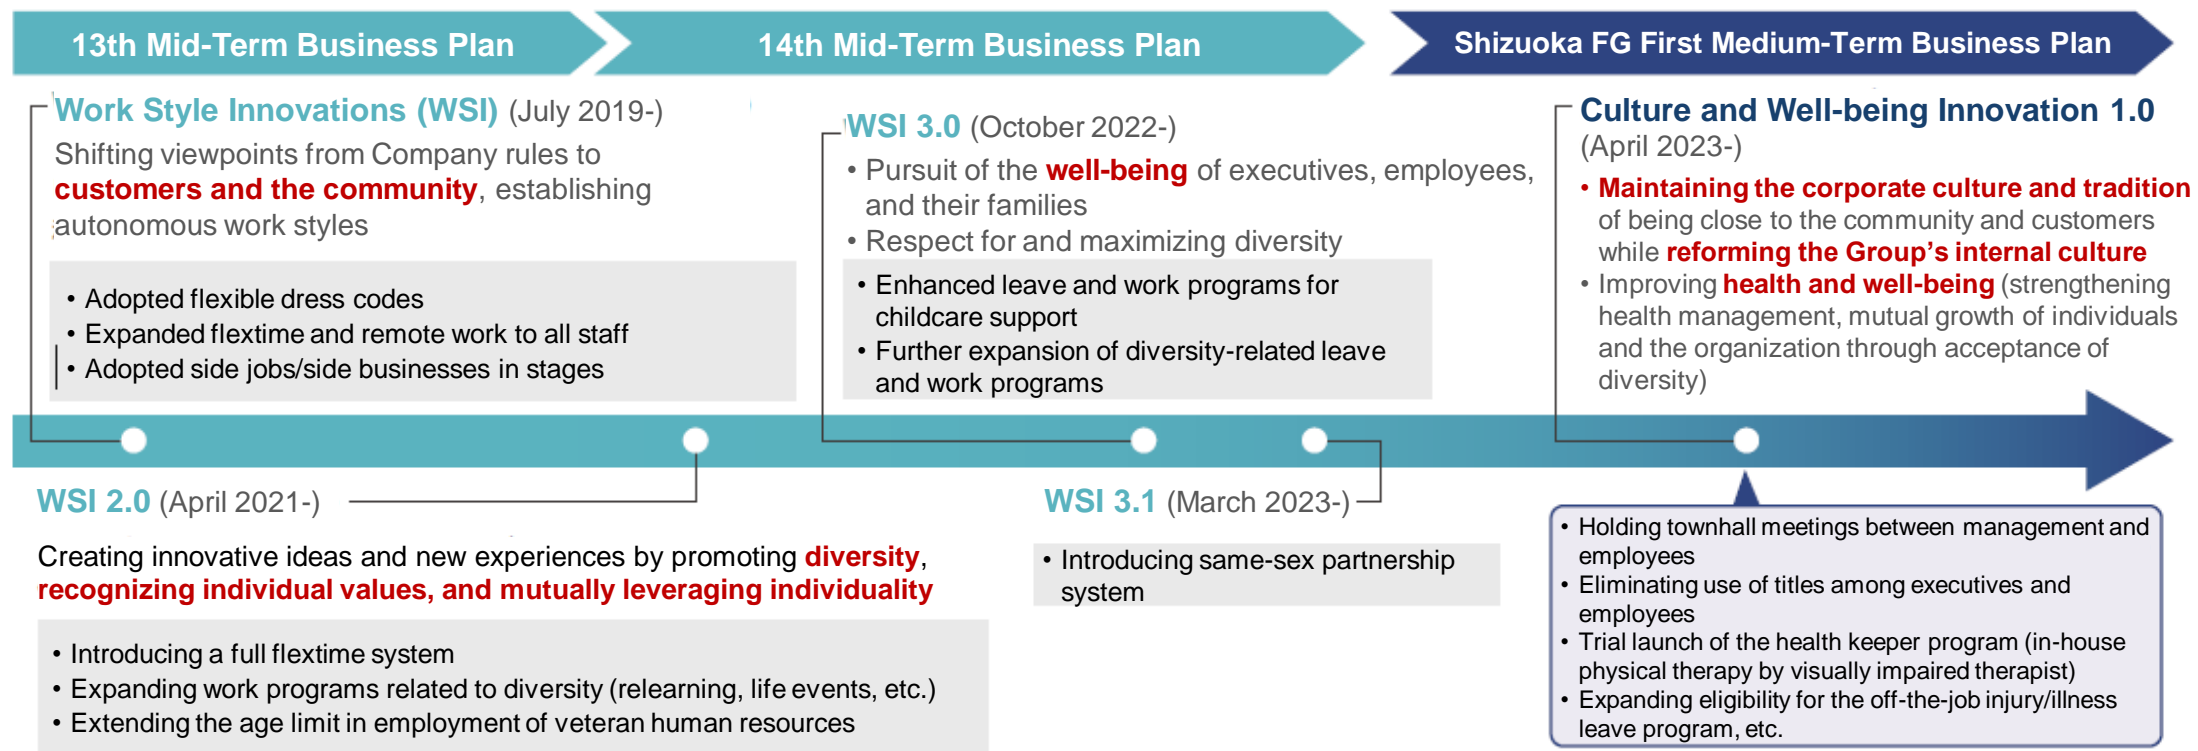 13th Mid-Term Business Plan
14th Mid-Term Business Plan
Shizuoka FG First Medium-Term Business Plan
Work Style Innovations (WSI) (July 2019-)
Shifting viewpoints from Company rules to
customers and the community, establishing
autonomous work styles
• Adopted flexible dress codes
• Expanded flextime and remote work to all staff
• Adopted side jobs/side businesses in stages
WSI 3.0 (October 2022-)
• Pursuit of the well-being of executives, employees,
and their families
• Respect for and maximizing diversity
• Enhanced leave and work programs for
childcare support
• Further expansion of diversity-related leave
and work programs
Culture and Well-being Innovation 1.0
(April 2023-)
• Maintaining the corporate culture and tradition
of being close to the community and customers
while reforming the Group's internal culture
• Improving health and well-being (strengthening
health management, mutual growth of individuals
and the organization through acceptance of
diversity)
WSI 2.0 (April 2021-)
Creating innovative ideas and new experiences by promoting diversity,
recognizing individual values, and mutually leveraging individuality
• Introducing a full flextime system
• Expanding work programs related to diversity (relearning, life events, etc.)
• Extending the age limit in employment of veteran human resources
WSI 3.1 (March 2023-)
• Introducing same-sex partnership
system
• Holding townhall meetings between management and
employees
• Eliminating use of titles among executives and
employees
• Trial launch of the health keeper program (in-house
physical therapy by visually impaired therapist)
• Expanding eligibility for the off-the-job injury/illness
leave program, etc.